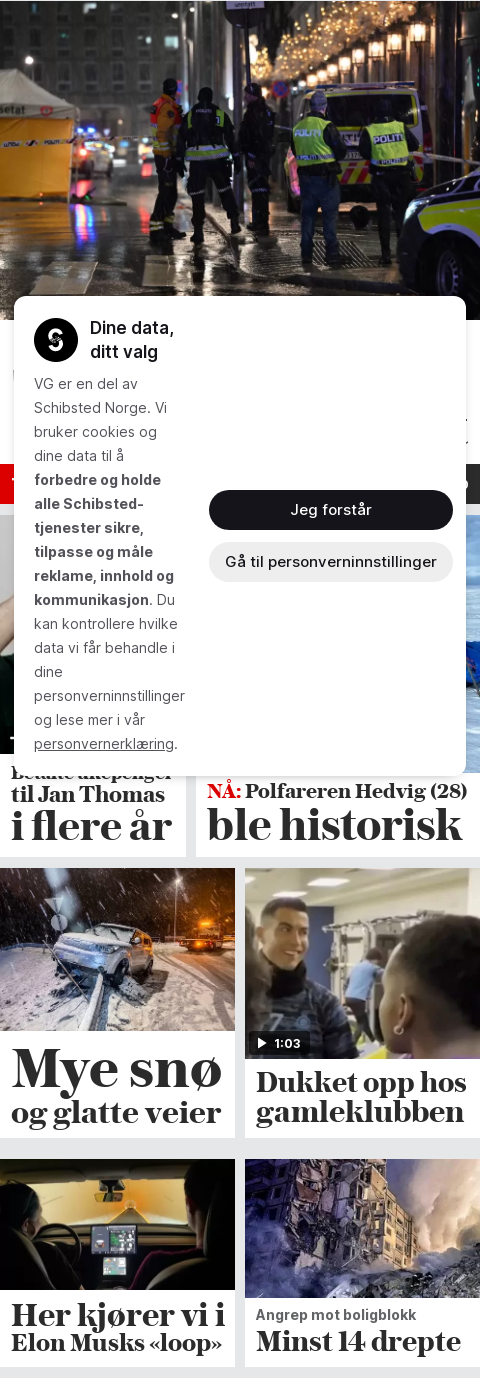 POLITI
POLITI
Dine data,
ditt valg
VG er en del av
Schibsted Norge. Vi
bruker cookies og
dine data til å
forbedre og holde
alle Schibsted-
tjenester sikre,
tilpasse og måle
reklame, innhold og
kommunikasjon. Du
kan kontrollere hvilke
data vi får behandle i
dine
personverninnstillinger
og lese mer i vår
personvernerklæring.
Jeg forstår
Gå til personverninnstillinger
til Jan Thomas
i flere år
NÅ: Polfareren Hedvig (28)
ble historisk
Mye snø
og glatte veier
1:03
Dukket opp hos
gamleklubben
Her kjører vi i
Elon Musks «loop»
Angrep mot boligblokk
Minst 14 drepte